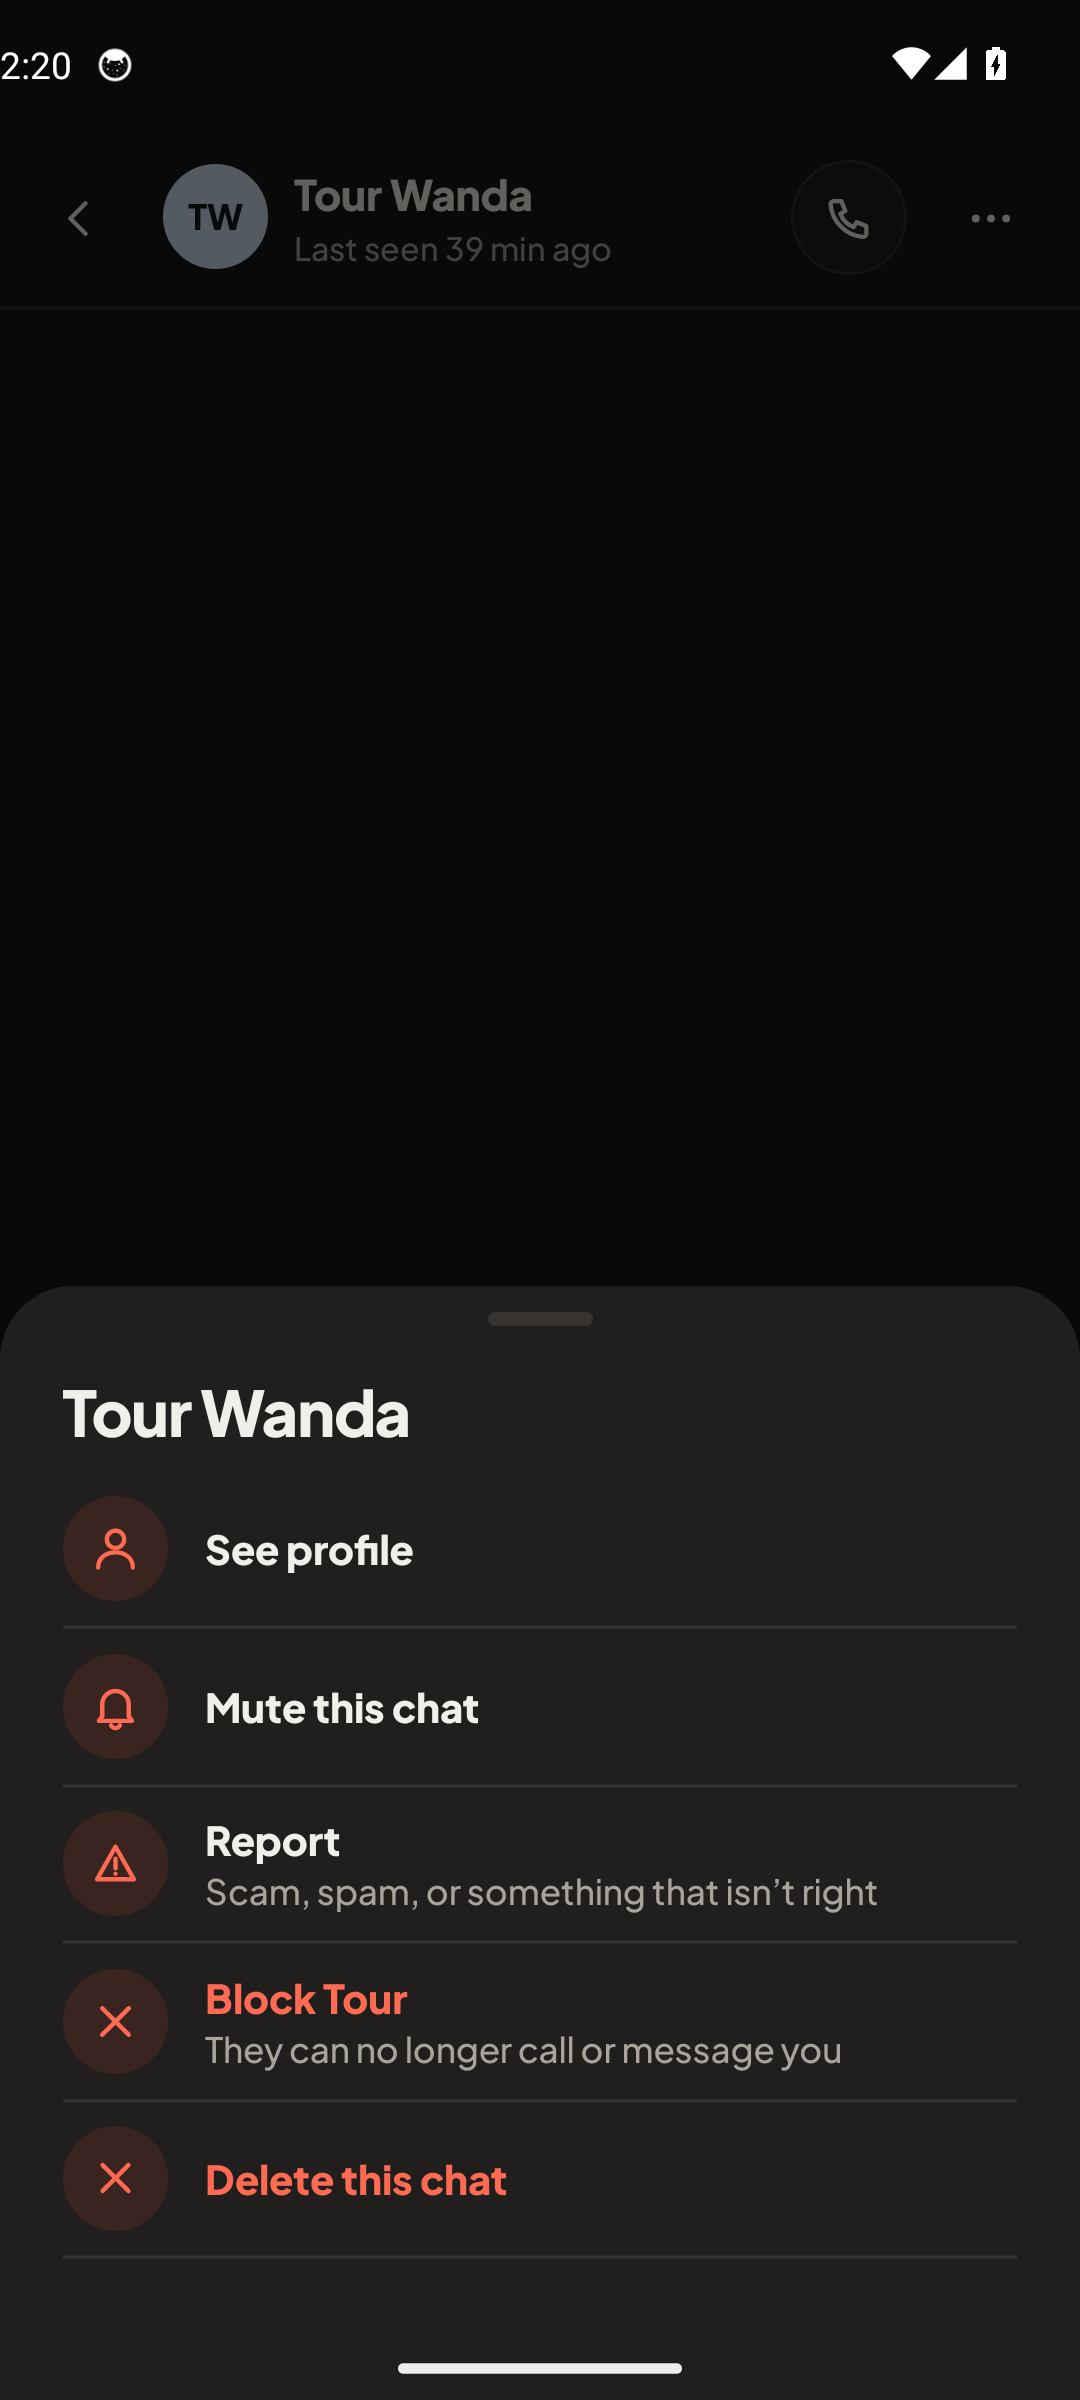 2:20
TW
Tour Wanda
Last seen 39 min ago
Tour Wanda
See profile
Mute this chat
Report
Scam, spam, or something that isn’t right
Block Tour
They can no longer call or message you
Delete this chat